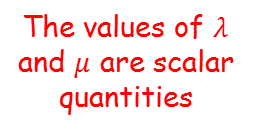 The values of λ
and μ are scalar
quantities